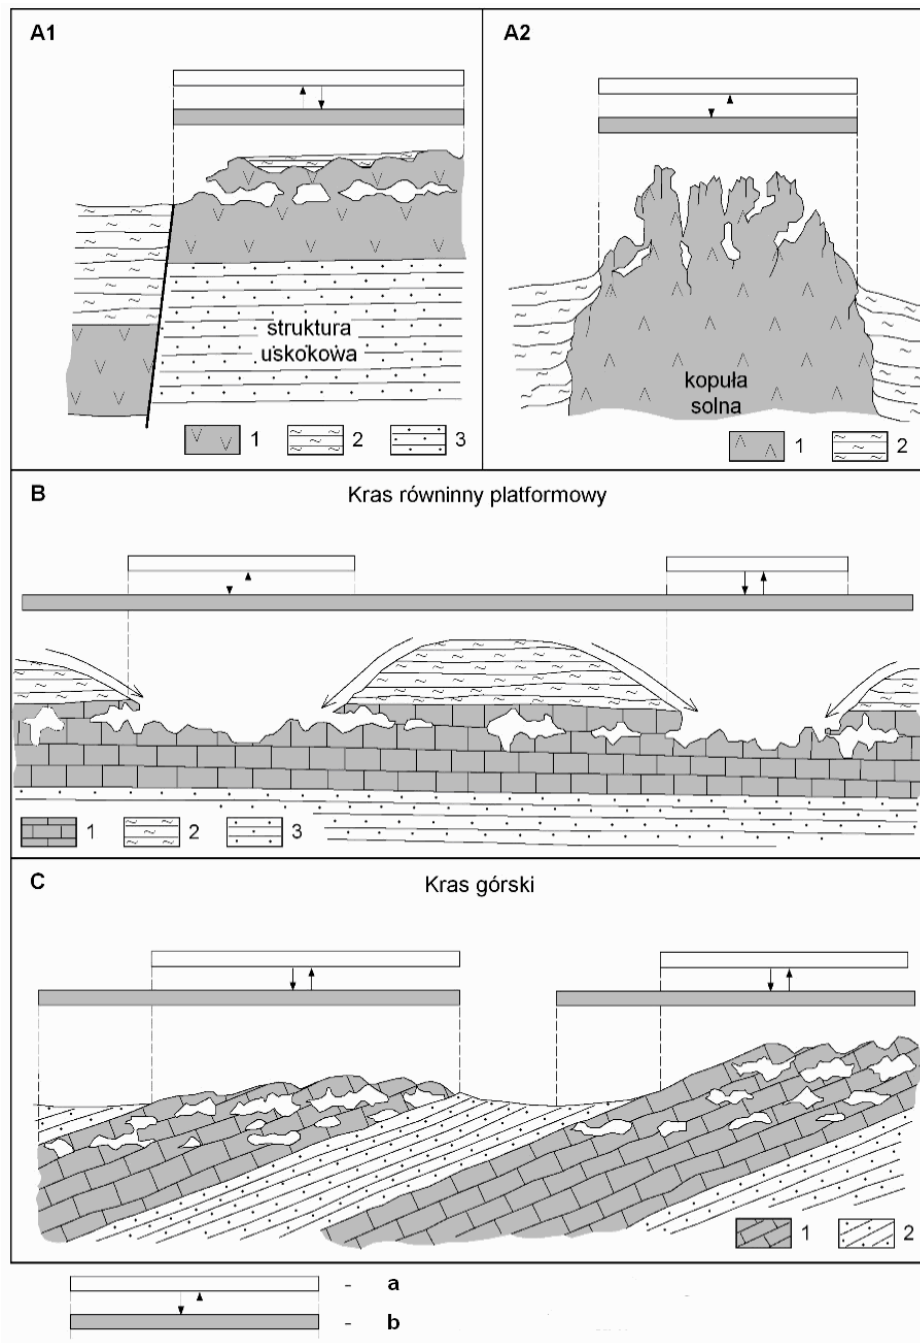 A1
A2
struktura
uskokowa
kopuła
solna
1 2 3
1 2
B
Kras równinny platformowy
1 2 3
C
Kras górski
1 2
- a
- b